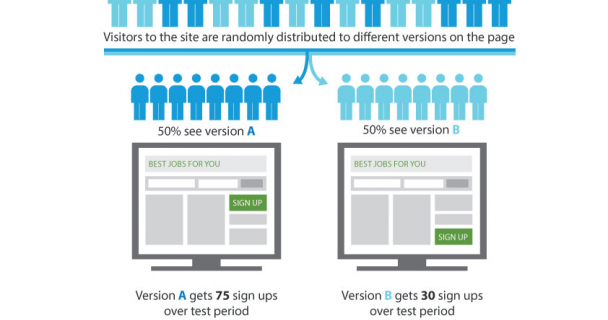 Visitors to the site are randomly distributed to different versions on the page
50% see version A
50% see version B
BEST JOBS FOR YOU
SIGN UP
BEST JOBS FOR YOU
SIGN UP
Version A gets 75 sign ups
over test period
Version B gets 30 sign ups
over test period